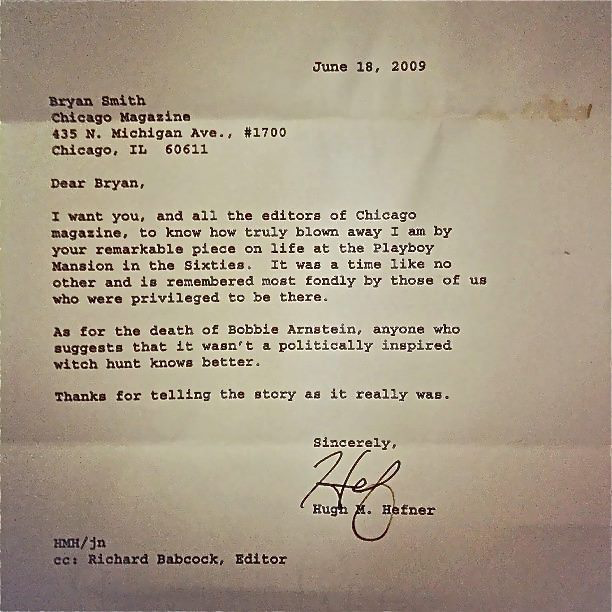 June 18, 2009
Bryan Smith
Chicago Magazine
435 N. Michigan Ave., #1700
Chicago, IL 60611
Dear Bryan,
I want you, and all the editors of Chicago
magazine, to know how truly blown away I am by
your remarkable piece on life at the Playboy
Mansion in the Sixties. It was a time like no
other and is remembered most fondly by those of us
who were privileged to be there.
As for the death of Bobbie Arnstein, anyone who
suggests that it wasn't a politically inspired
witch hunt knows better.
Thanks for telling the story as it really was.
Sincerely,
Hef
Hugh M. Hefner
HMH/jn
cc: Richard Babcock, Editor